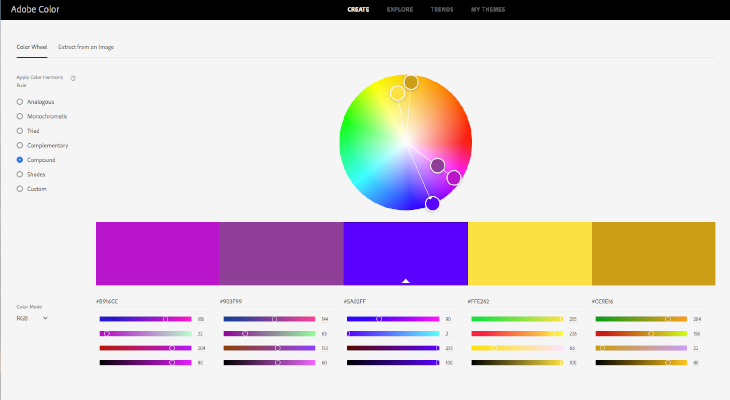 Adobe Color
CREATE EXPLORE TRENDS MY THEMES
Color Wheel Extract from an Image
Apply Color Harmony
Rule
Analogous
Monochromatic
Triad
Complementary
Compound
Shades
Custom
#B916CC #903F99 #5A02FF #FFE242 #CC9E16
Color Mode
RGB
185 144 90 255 204
22 63 2 226 158
204 153 255 66 22
80 60 100 100 80